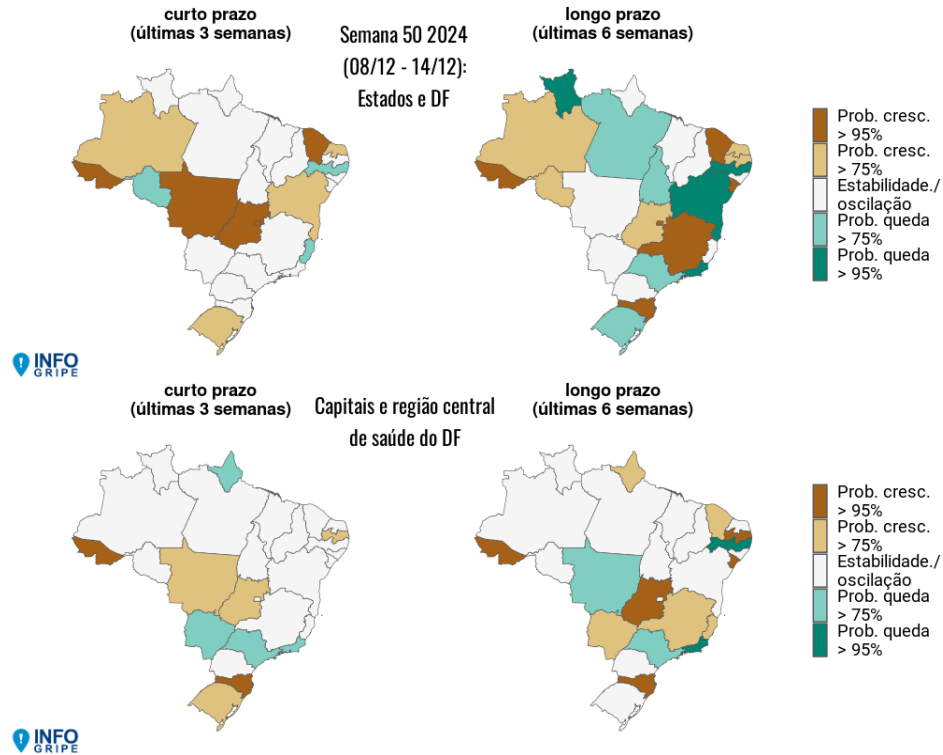 curto prazo
(últimas 3 semanas)
Semana 50 2024
(08/12 - 14/12):
Estados e DF
longo prazo
(últimas 6 semanas)
Prob. cresc.
> 95%
Prob. cresc.
> 75%
Estabilidade./
oscilação
Prob. queda
> 75%
Prob. queda
> 95%
INFO
GRIPE
curto prazo
(últimas 3 semanas)
Capitais e região central
de saúde do DF
longo prazo
(últimas 6 semanas)
Prob. cresc.
> 95%
Prob. cresc.
> 75%
Estabilidade./
oscilação
Prob. queda
> 75%
Prob. queda
> 95%
INFO
GRIPE